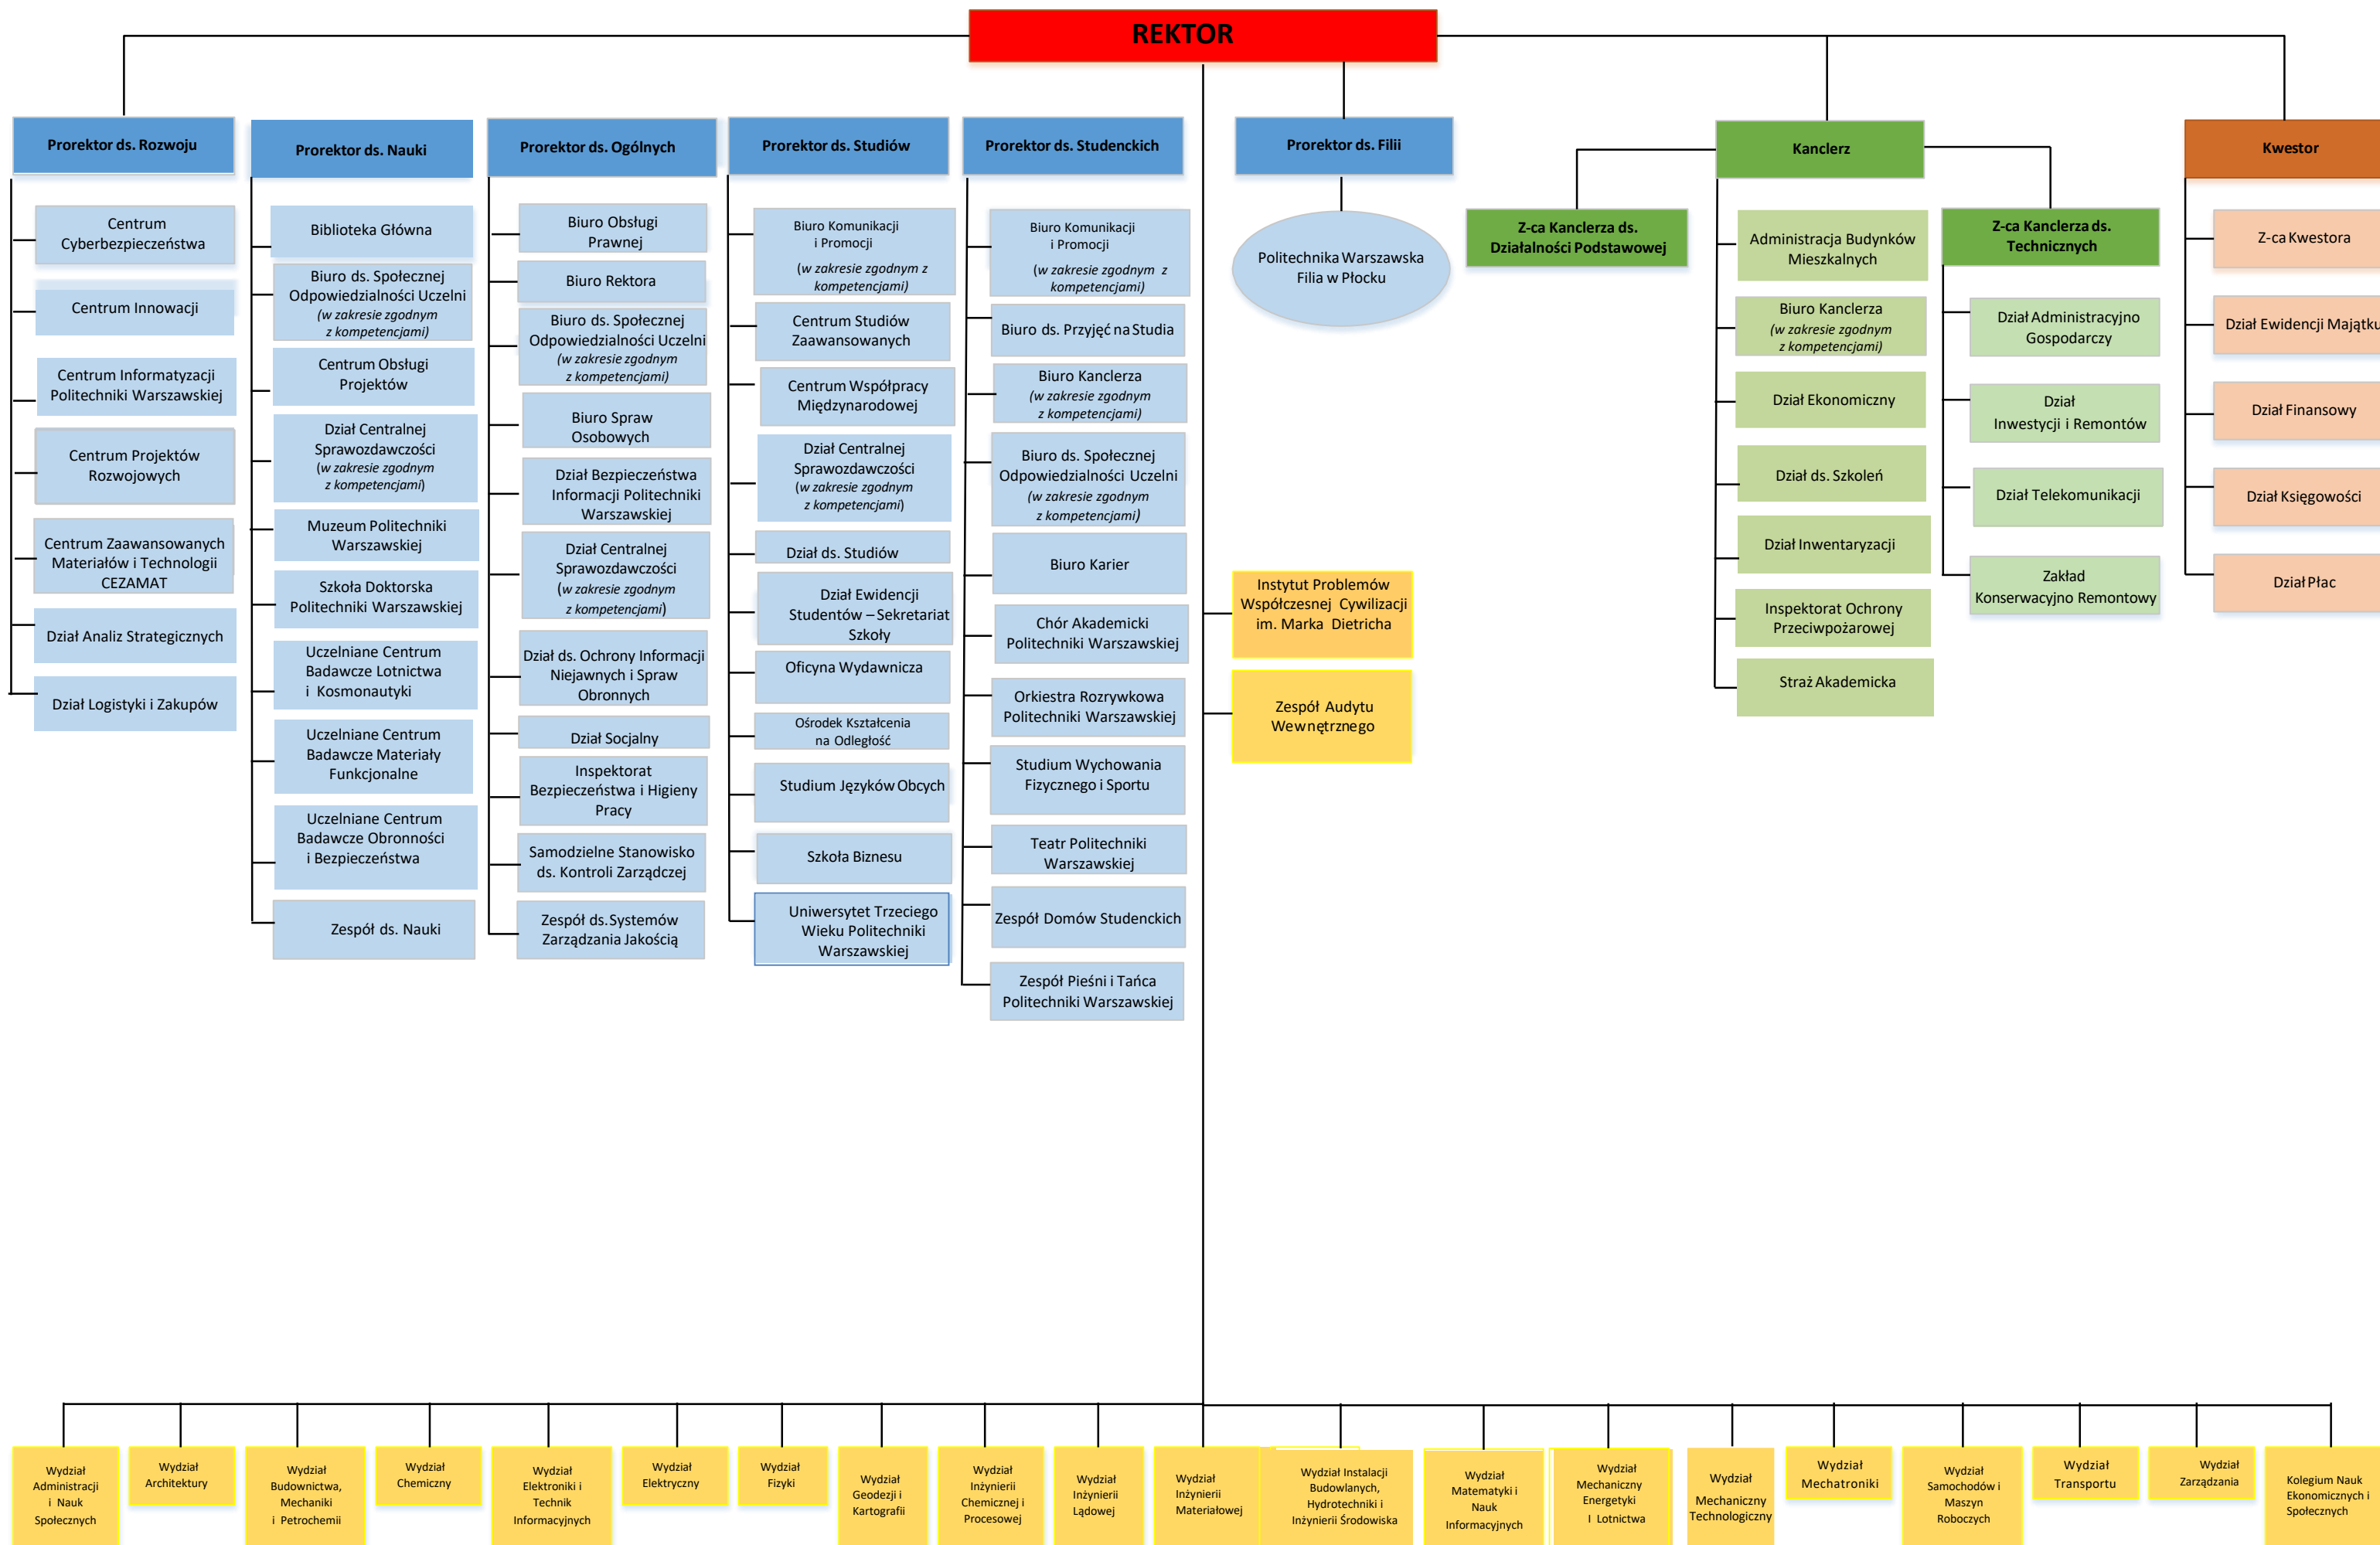 REKTOR
Prorektor ds. Rozwoju
Centrum
Cyberbezpieczeństwa
Centrum Innowacji
Centrum Informatyzacji
Politechniki Warszawskiej
Centrum Projektów
Rozwojowych
Centrum Zaawansowanych
Materiałów i Technologii
CEZAMAT
Dział Analiz Strategicznych
Dział Logistyki i Zakupów
Prorektor ds. Nauki
Biblioteka Główna
Biuro ds. Społecznej
Odpowiedzialności Uczelni
(w zakresie zgodnym
z kompetencjami)
Centrum Obsługi
Projektów
Dział Centralnej
Sprawozdawczości
(w zakresie zgodnym
z kompetencjami)
Muzeum Politechniki
Warszawskiej
Szkoła Doktorska
Politechniki Warszawskiej
Uczelniane Centrum
Badawcze Lotnictwa
i Kosmonautyki
Uczelniane Centrum
Badawcze Materiały
Funkcjonalne
Uczelniane Centrum
Badawcze Obronności
i Bezpieczeństwa
Zespół ds. Nauki
Prorektor ds. Ogólnych
Biuro Obsługi
Prawnej
Biuro Rektora
Biuro ds. Społecznej
Odpowiedzialności Uczelni
(w zakresie zgodnym
z kompetencjami)
Biuro Spraw
Osobowych
Dział Bezpieczeństwa
Informacji Politechniki
Warszawskiej
Dział Centralnej
Sprawozdawczości
(w zakresie zgodnym
z kompetencjami)
Dział ds. Ochrony Informacji
Niejawnych i Spraw
Obronnych
Dział Socjalny
Inspektorat
Bezpieczeństwa i Higieny
Pracy
Samodzielne Stanowisko
ds. Kontroli Zarządczej
Zespół ds. Systemów
Zarządzania Jakością
Prorektor ds. Studiów
Biuro Komunikacji
i Promocji
(w zakresie zgodnym z
kompetencjami)
Centrum Studiów
Zaawansowanych
Centrum Współpracy
Międzynarodowej
Dział Centralnej
Sprawozdawczości
(w zakresie zgodnym
z kompetencjami)
Dział ds. Studiów
Dział Ewidencji
Studentów – Sekretariat
Szkoły
Oficyna Wydawnicza
Ośrodek Kształcenia
na Odległość
Studium Języków Obcych
Szkoła Biznesu
Uniwersytet Trzeciego
Wieku Politechniki
Warszawskiej
Prorektor ds. Studenckich
Biuro Komunikacji
i Promocji
(w zakresie zgodnym z
kompetencjami)
Biuro ds. Przyjęć na Studia
Biuro Kanclerza
(w zakresie zgodnym
z kompetencjami)
Biuro ds. Społecznej
Odpowiedzialności Uczelni
(w zakresie zgodnym
z kompetencjami)
Biuro Karier
Chór Akademicki
Politechniki Warszawskiej
Orkiestra Rozrywkowa
Politechniki Warszawskiej
Studium Wychowania
Fizycznego i Sportu
Teatr Politechniki
Warszawskiej
Zespół Domów Studenckich
Zespół Pieśni i Tańca
Politechniki Warszawskiej
Prorektor ds. Filii
Politechnika Warszawska
Filia w Płocku
Instytut Problemów
Współczesnej Cywilizacji
im. Marka Dietricha
Zespół Audytu
Wewnętrznego
Kanclerz
Z-ca Kanclerza ds.
Działalności Podstawowej
Administracja Budynków
Mieszkalnych
Biuro Kanclerza
(w zakresie zgodnym
z kompetencjami)
Dział Ekonomiczny
Dział ds. Szkoleń
Dział Inwentaryzacji
Inspektorat Ochrony
Przeciwpożarowej
Straż Akademicka
Z-ca Kanclerza ds.
Technicznych
Dział Administracyjno
Gospodarczy
Dział
Inwestycji i Remontów
Dział Telekomunikacji
Zakład
Konserwacyjno Remontowy
Kwestor
Z-ca Kwestora
Dział Ewidencji Majątku
Dział Finansowy
Dział Księgowości
Dział Płac
Wydział
Administracji
i Nauk
Społecznych
Wydział
Architektury
Wydział
Budownictwa,
Mechaniki
i Petrochemii
Wydział
Chemiczny
Wydział
Elektroniki i
Technik
Informacyjnych
Wydział
Elektryczny
Wydział
Fizyki
Wydział
Geodezji i
Kartografii
Wydział
Inżynierii
Chemicznej i
Procesowej
Wydział
Inżynierii
Lądowej
Wydział
Inżynierii
Materiałowej
Wydział Instalacji
Budowlanych,
Hydrotechniki i
Inżynierii Środowiska
Wydział
Matematyki i
Nauk
Informacyjnych
Wydział
Mechaniczny
Energetyki
I Lotnictwa
Wydział
Mechaniczny
Technologiczny
Wydział
Mechatroniki
Wydział
Samochodów i
Maszyn
Roboczych
Wydział
Transportu
Wydział
Zarządzania
Kolegium Nauk
Ekonomicznych i
Społecznych